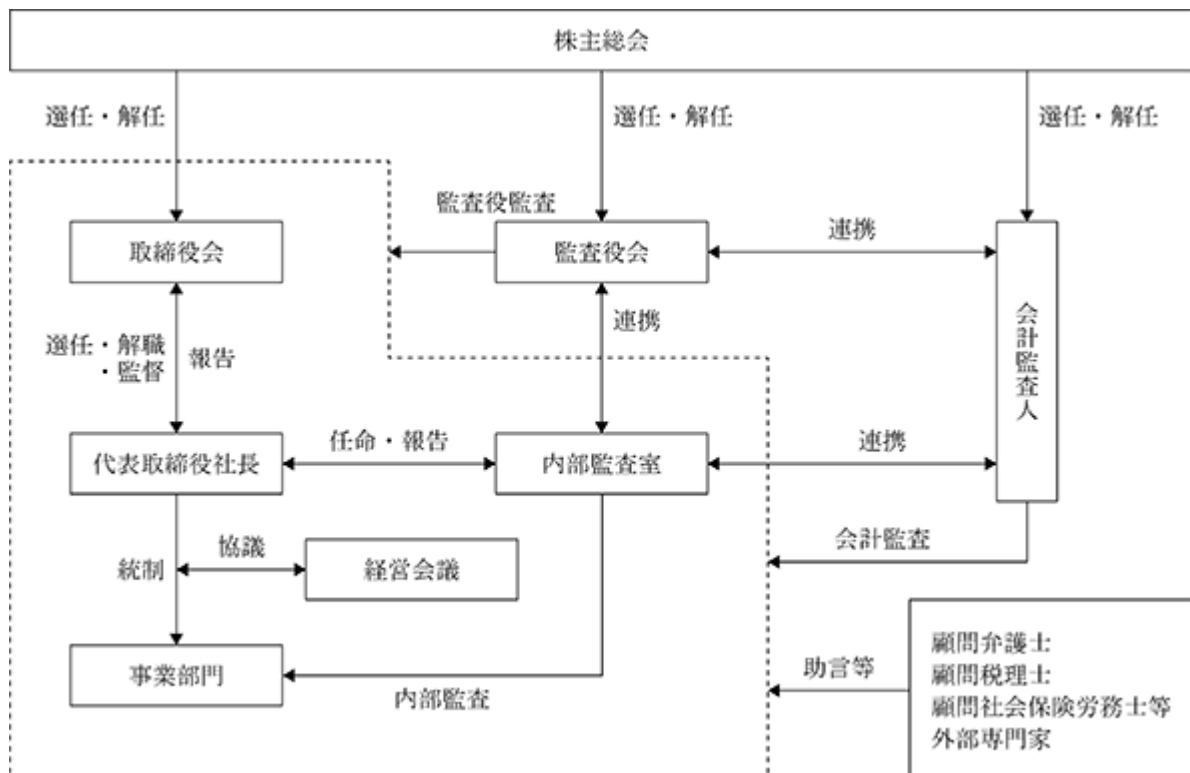 株主総会
選任・解任
選任・解任
選任・解任
監査役監査
取締役会
監査役会
連携
会計監査人
選任・解職
・監督
報告
連携
代表取締役社長
任命・報告
内部監査室
連携
協議
統制
経営会議
会計監査
事業部門
内部監査
助言等
顧問弁護士
顧問税理士
顧問社会保険労務士等
外部専門家